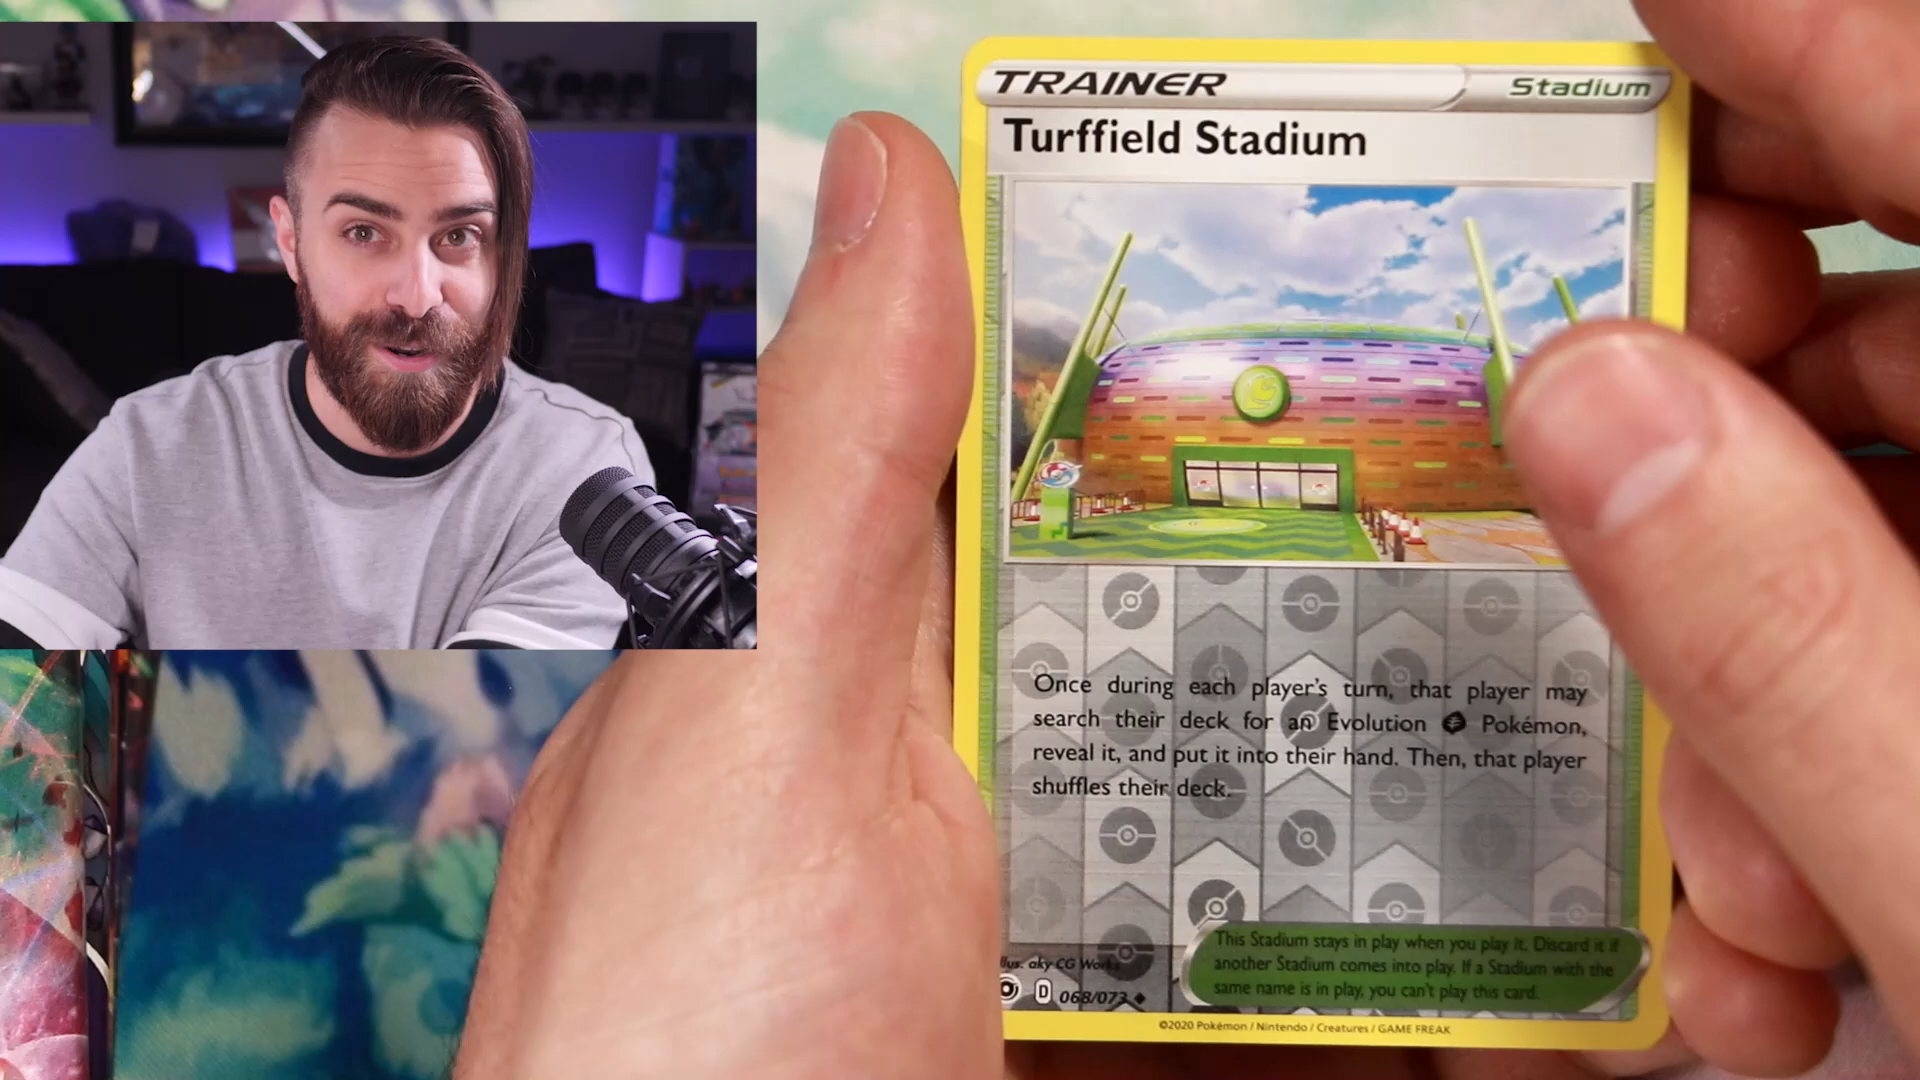 TRAINER Stadium
Turffield Stadium
Once during each player's turn, that player may
search their deck for an Evolution Pokémon,
reveal it, and put it into their hand. Then, that player
shuffles their deck.
This Stadium stays in play when you play it. Discard it if
another Stadium comes into play. If a Stadium with the
same name is in play, you can't play this card.
Illus. aky CG Works
D 068/073
©2020 Pokémon / Nintendo / Creatures / GAME FREAK